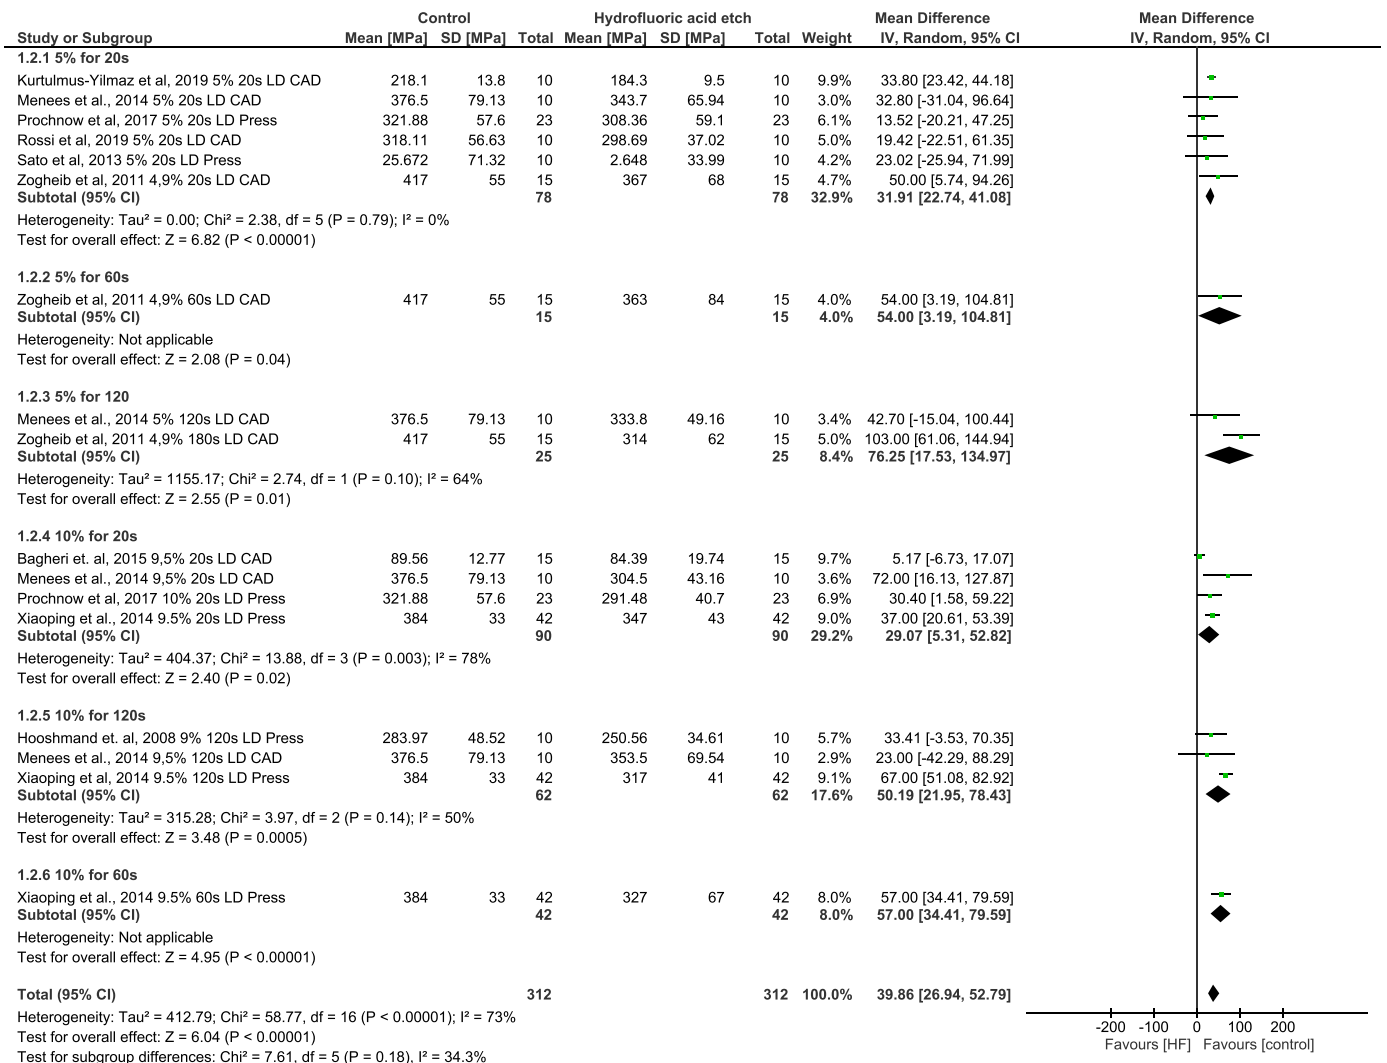 Control Hydrofluoric acid etch Mean Difference Mean Difference
Study or Subgroup Mean [MPa] SD [MPa] Total Mean [MPa] SD [MPa] Total Weight IV, Random, 95% CI IV, Random, 95% CI
1.2.1 5% for 20s
Kurtulmus-Yilmaz et al, 2019 5% 20s LD CAD 218.1 13.8 10 184.3 9.5 10 9.9% 33.80 [23.42, 44.18]
Menees et al., 2014 5% 20s LD CAD 376.5 79.13 10 343.7 65.94 10 3.0% 32.80 [-31.04, 96.64]
Prochnow et al, 2017 5% 20s LD Press 321.88 57.6 23 308.36 59.1 23 6.1% 13.52 [-20.21, 47.25]
Rossi et al, 2019 5% 20s LD CAD 318.11 56.63 10 298.69 37.02 10 5.0% 19.42 [-22.51, 61.35]
Sato et al, 2013 5% 20s LD Press 25.672 71.32 10 2.648 33.99 10 4.2% 23.02 [-25.94, 71.99]
Zogheib et al, 2011 4,9% 20s LD CAD 417 55 15 367 68 15 4.7% 50.00 [5.74, 94.26]
Subtotal (95% CI) 78 78 32.9% 31.91 [22.74, 41.08]
Heterogeneity: Tau² = 0.00; Chi² = 2.38, df = 5 (P = 0.79); I² = 0%
Test for overall effect: Z = 6.82 (P < 0.00001)
1.2.2 5% for 60s
Zogheib et al, 2011 4,9% 60s LD CAD 417 55 15 363 84 15 4.0% 54.00 [3.19, 104.81]
Subtotal (95% CI) 15 15 4.0% 54.00 [3.19, 104.81]
Heterogeneity: Not applicable
Test for overall effect: Z = 2.08 (P = 0.04)
1.2.3 5% for 120
Menees et al., 2014 5% 120s LD CAD 376.5 79.13 10 333.8 49.16 10 3.4% 42.70 [-15.04, 100.44]
Zogheib et al, 2011 4,9% 180s LD CAD 417 55 15 314 62 15 5.0% 103.00 [61.06, 144.94]
Subtotal (95% CI) 25 25 8.4% 76.25 [17.53, 134.97]
Heterogeneity: Tau² = 1155.17; Chi² = 2.74, df = 1 (P = 0.10); I² = 64%
Test for overall effect: Z = 2.55 (P = 0.01)
1.2.4 10% for 20s
Bagheri et. al, 2015 9,5% 20s LD CAD 89.56 12.77 15 84.39 19.74 15 9.7% 5.17 [-6.73, 17.07]
Menees et al., 2014 9,5% 20s LD CAD 376.5 79.13 10 304.5 43.16 10 3.6% 72.00 [16.13, 127.87]
Prochnow et al, 2017 10% 20s LD Press 321.88 57.6 23 291.48 40.7 23 6.9% 30.40 [1.58, 59.22]
Xiaoping et al., 2014 9.5% 20s LD Press 384 33 42 347 43 42 9.0% 37.00 [20.61, 53.39]
Subtotal (95% CI) 90 90 29.2% 29.07 [5.31, 52.82]
Heterogeneity: Tau² = 404.37; Chi² = 13.88, df = 3 (P = 0.003); I² = 78%
Test for overall effect: Z = 2.40 (P = 0.02)
1.2.5 10% for 120s
Hooshmand et. al, 2008 9% 120s LD Press 283.97 48.52 10 250.56 34.61 10 5.7% 33.41 [-3.53, 70.35]
Menees et al., 2014 9,5% 120s LD CAD 376.5 79.13 10 353.5 69.54 10 2.9% 23.00 [-42.29, 88.29]
Xiaoping et al, 2014 9.5% 120s LD Press 384 33 42 317 41 42 9.1% 67.00 [51.08, 82.92]
Subtotal (95% CI) 62 62 17.6% 50.19 [21.95, 78.43]
Heterogeneity: Tau² = 315.28; Chi² = 3.97, df = 2 (P = 0.14); I² = 50%
Test for overall effect: Z = 3.48 (P = 0.0005)
1.2.6 10% for 60s
Xiaoping et al., 2014 9.5% 60s LD Press 384 33 42 327 67 42 8.0% 57.00 [34.41, 79.59]
Subtotal (95% CI) 42 42 8.0% 57.00 [34.41, 79.59]
Heterogeneity: Not applicable
Test for overall effect: Z = 4.95 (P < 0.00001)
Total (95% CI) 312 312 100.0% 39.86 [26.94, 52.79]
Heterogeneity: Tau² = 412.79; Chi² = 58.77, df = 16 (P < 0.00001); I² = 73%
Test for overall effect: Z = 6.04 (P < 0.00001)
Test for subgroup differences: Chi² = 7.61, df = 5 (P = 0.18), I² = 34.3%
-200 -100 0 100 200
Favours [HF] Favours [control]